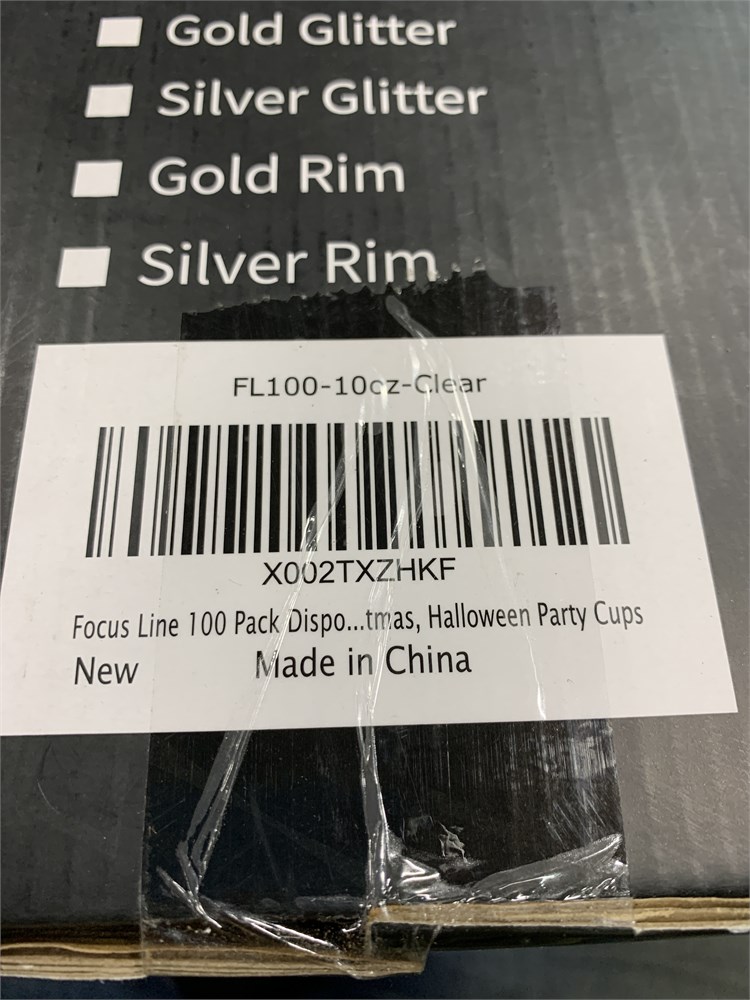 Gold Glitter
Silver Glitter
Gold Rim
Silver Rim
FL100-10oz-Clear
X002TXZHKF
Focus Line 100 Pack Dispo...tmas, Halloween Party Cups
New Made in China